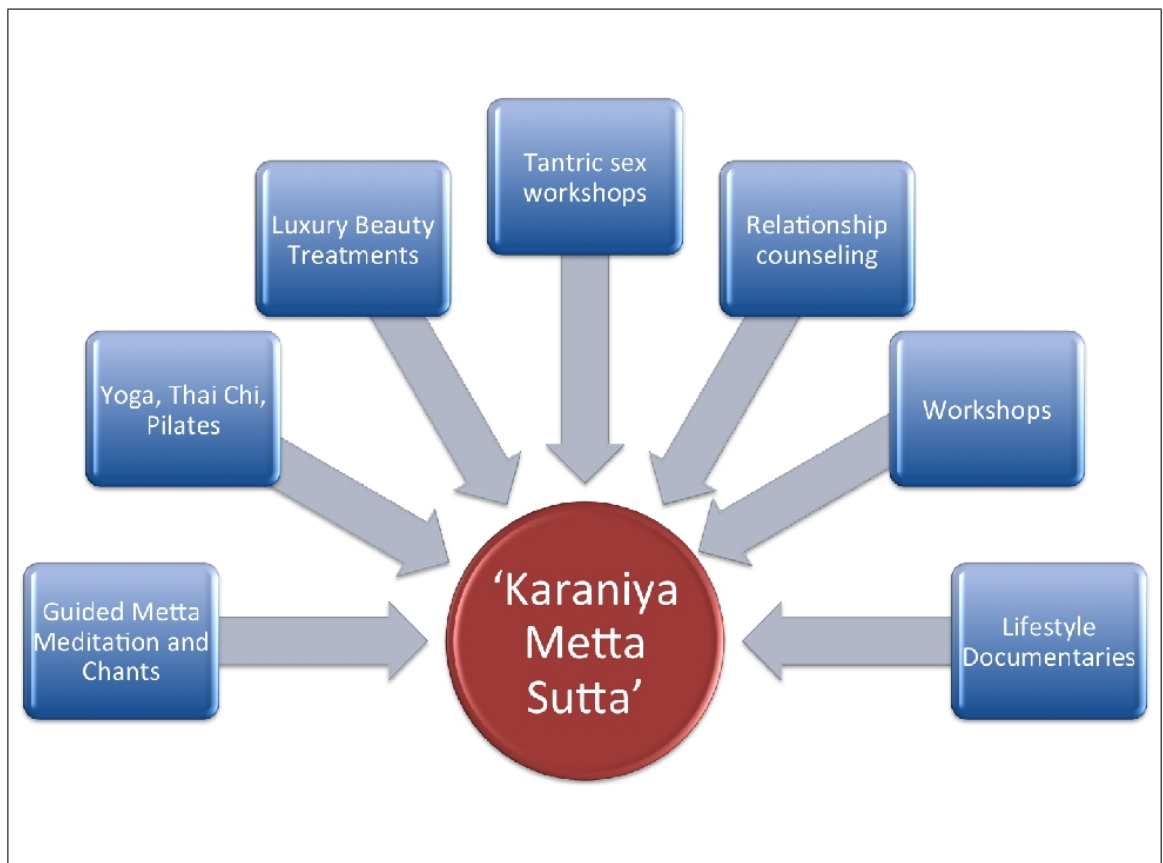 Tantric sex
workshops
Luxury Beauty
Treatments
Relationship
counseling
Yoga, Thai Chi,
Pilates
Workshops
Guided Metta
Meditation and
Chants
‘Karaniya
Metta
Sutta’
Lifestyle
Documentaries